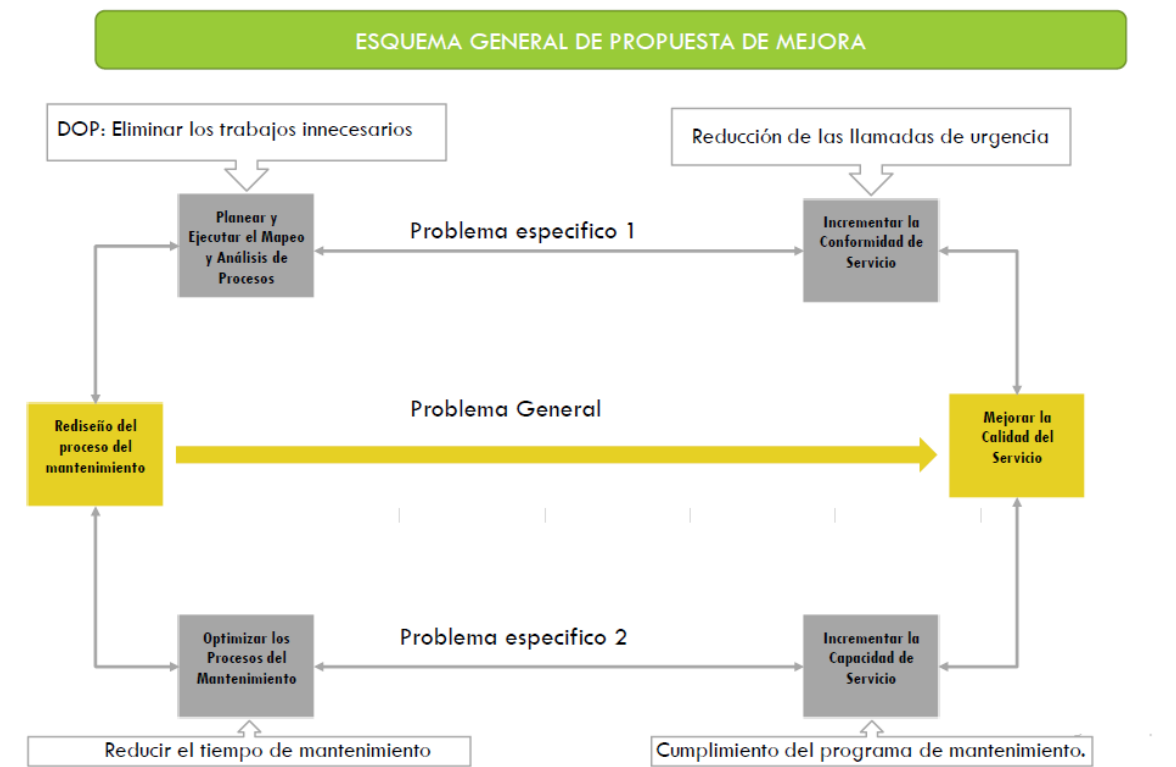 ESQUEMA GENERAL DE PROPUESTA DE MEJORA
DOP: Eliminar los trabajos innecesarios
Reducción de las llamadas de urgencia
Planear y
Ejecutar el Mapeo
y Análisis de
Procesos
Problema especifico 1
Incrementar la
Conformidad de
Servicio
Rediseño del
proceso del
mantenimiento
Problema General
Mejorar la
Calidad del
Servicio
Optimizar los
Procesos del
Mantenimiento
Problema especifico 2
Incrementar la
Capacidad de
Servicio
Reducir el tiempo de mantenimiento
Cumplimiento del programa de mantenimiento.